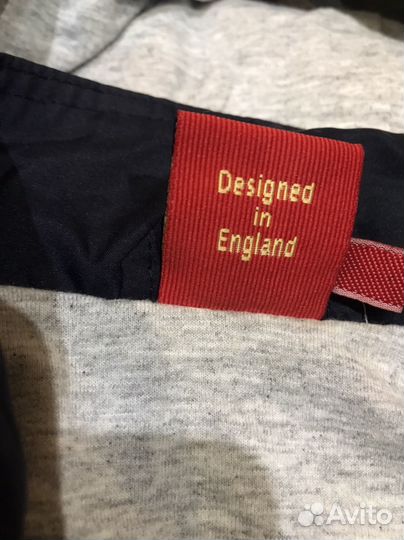 Designed
in
England
Avito